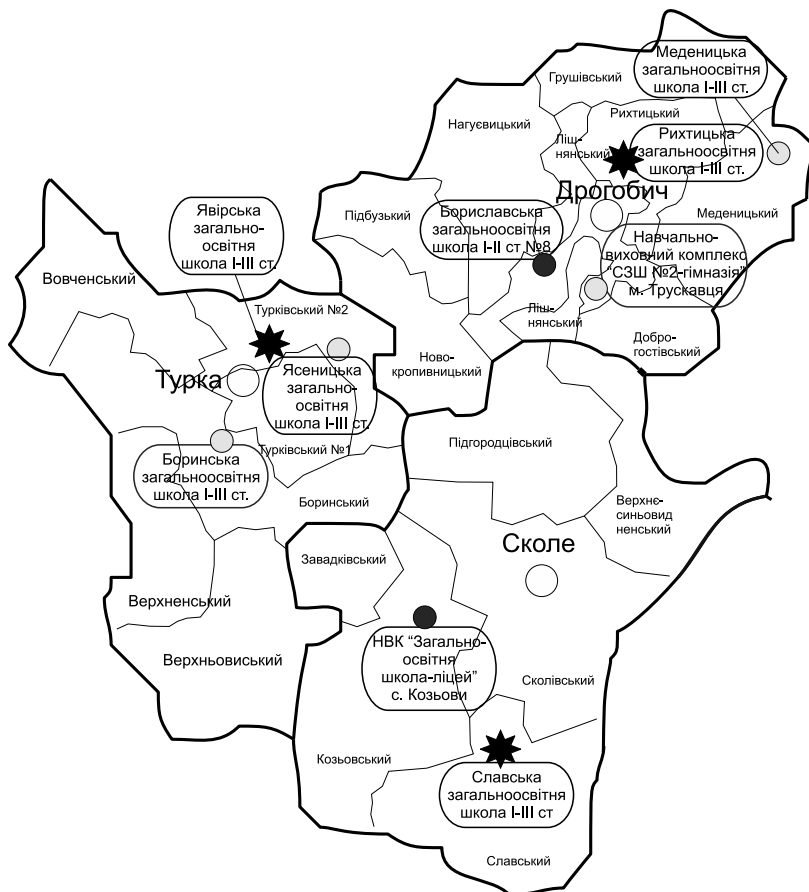 Меденицька
загальноосвітня
школа І-ІІІ ст.
Грушівський
Рихтицький
Нагуєвицький
Ліш-
нянський
Рихтицька
загальноосвітня
школа І-ІІІ ст.
Дрогобич
Явірська
загально-
освітня
школа І-ІІІ ст.
Підбузький
Бориславська
загальноосвітня
школа І-ІІ ст №8
Меденицький
Навчально-
виховний комплекс
“СЗШ №2-гімназія”
м. Трускавця
Вовченський
Турківський №2
Ліш-
нянський
Доброгостівський
Ново-
кропивницький
Турка
Ясеницька
загально-
освітня
школа І-ІІІ ст.
Турківський №1
Боринська
загальноосвітня
школа І-ІІІ ст.
Підгородцівський
Боринський
Верхнє-
синьовид
ненський
Сколе
Завадківський
Верхненський
НВК “Загально-
освітня
школа-ліцей”
с. Козьови
Верхньовиський
Сколівський
Козьовський
Славська
загальноосвітня
школа І-ІІІ ст
Славський